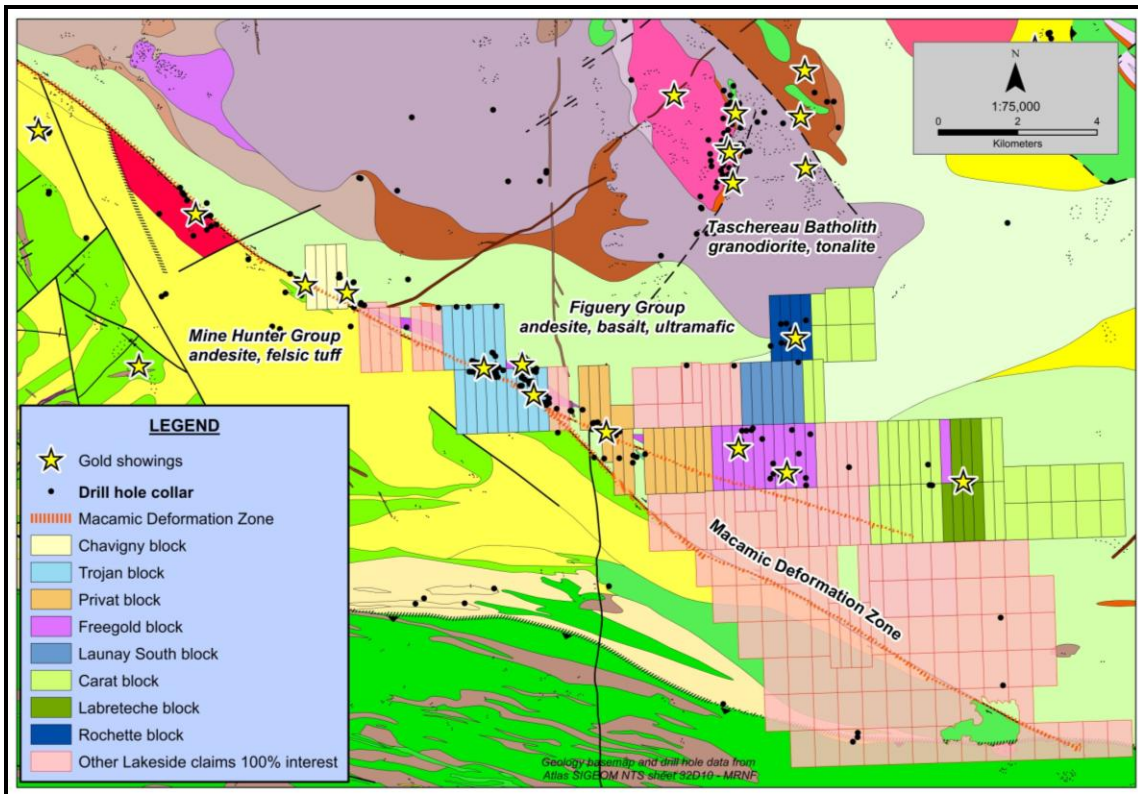 N
1:75,000
0 2 4
Kilometers
Taschereau Batholith
granodiorite, tonalite
Figuery Group
andesite, basalt, ultramafic
Mine Hunter Group
andesite, felsic tuff
Macamic Deformation Zone
LEGEND
Gold showings
Drill hole collar
Macamic Deformation Zone
Chavigny block
Trojan block
Privat block
Freegold block
Launay South block
Carat block
Labreteche block
Rochette block
Other Lakeside claims 100% interest
Geology basemap and drill hole data from
Atlas SIGEOM NTS sheet 32D10 - MRNF